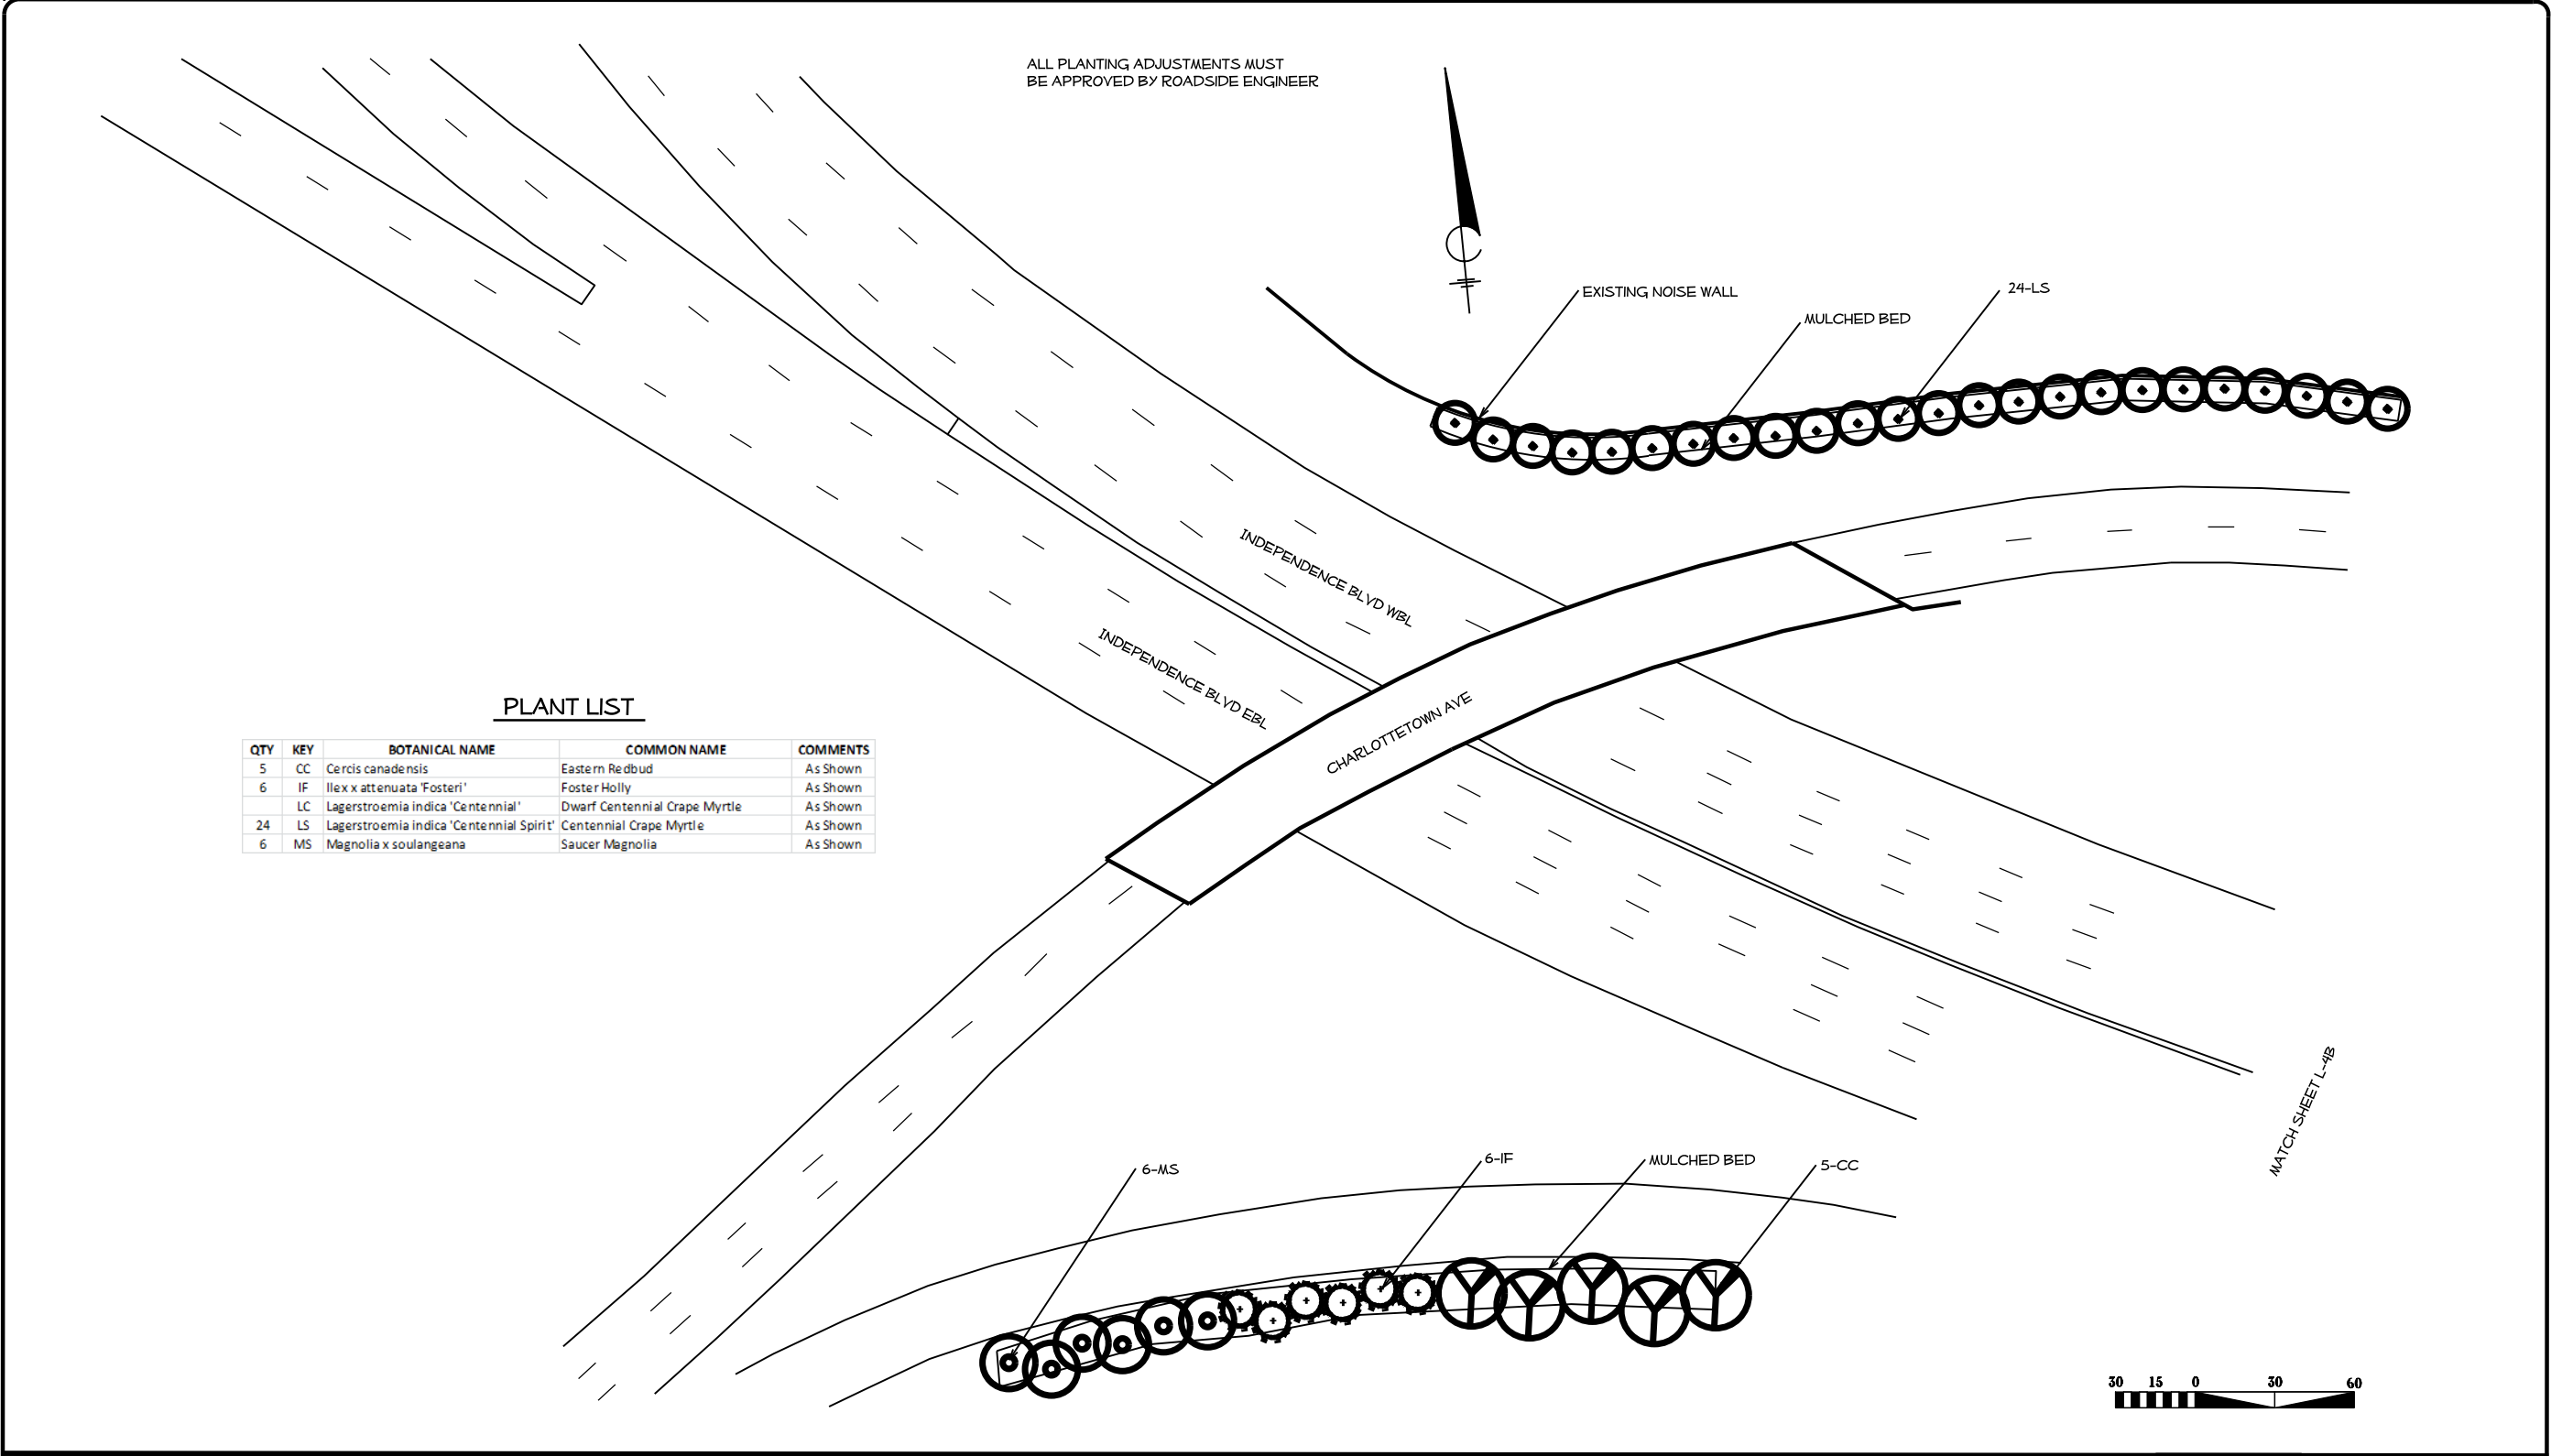 ALL PLANTING ADJUSTMENTS MUST
BE APPROVED BY ROADSIDE ENGINEER
EXISTING NOISE WALL
MULCHED BED
24-LS
INDEPENDENCE BLVD WBL
INDEPENDENCE BLVD EBL
CHARLOTTETOWN AVE
PLANT LIST
QTY KEY BOTANICAL NAME COMMON NAME COMMENTS
5 CC Cercis canadensis Eastern Redbud As Shown
6 IF Ilex x attenuata 'Fosteri' Foster Holly As Shown
LC Lagerstroemia indica 'Centennial' Dwarf Centennial Crape Myrtle As Shown
24 LS Lagerstroemia indica 'Centennial Spirit' Centennial Crape Myrtle As Shown
6 MS Magnolia x soulangeana Saucer Magnolia As Shown
MATCH SHEET L-4B
6-MS
6-IF
MULCHED BED
5-CC
30 15 0 30 60